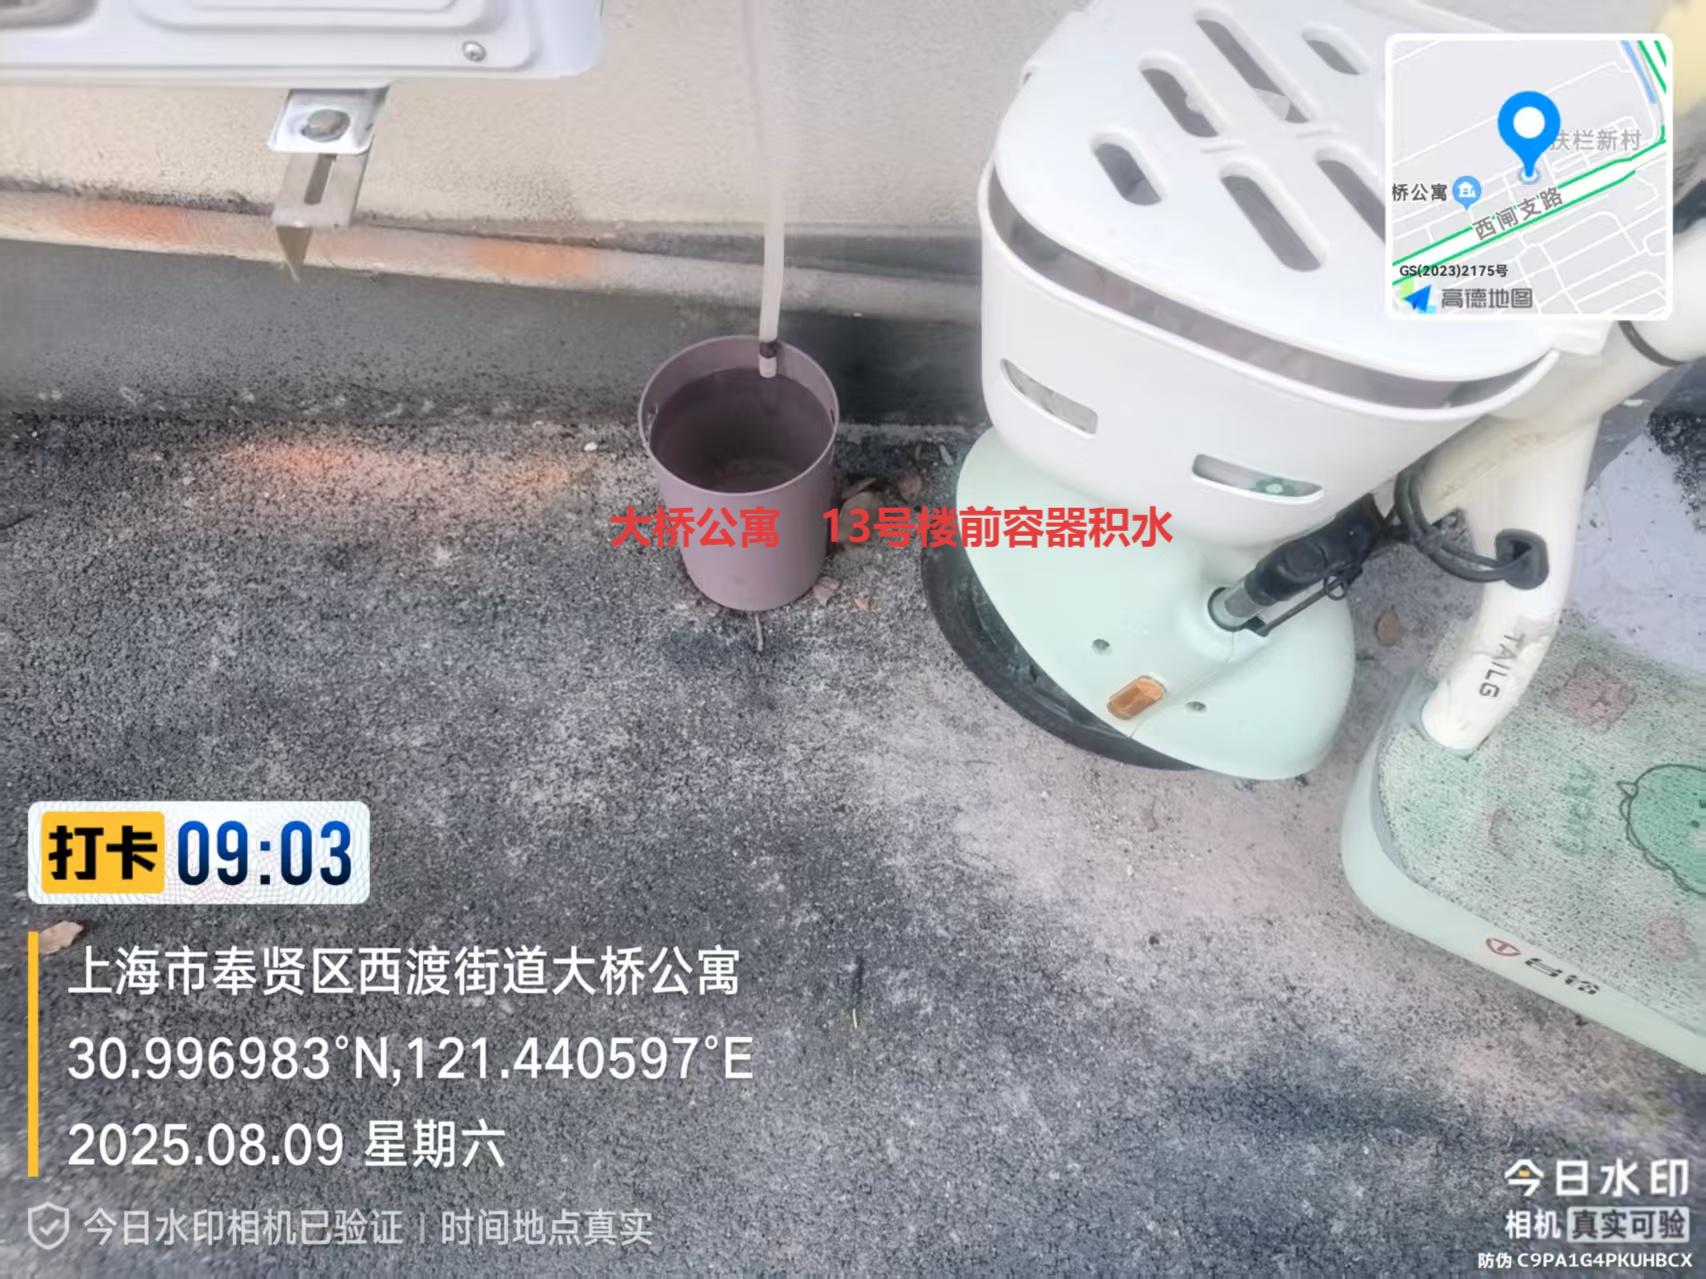 扶栏新村
桥公寓
西闸支路
GS(2023)2175号
高德地图
大桥公寓 13号楼前容器积水
TAILG
台铃
打卡 09:03
上海市奉贤区西渡街道大桥公寓
30.996983°N,121.440597°E
2025.08.09 星期六
今日水印相机已验证 | 时间地点真实
今日水印
相机 真实可验
防伪 C9PA1G4PKUHBCX